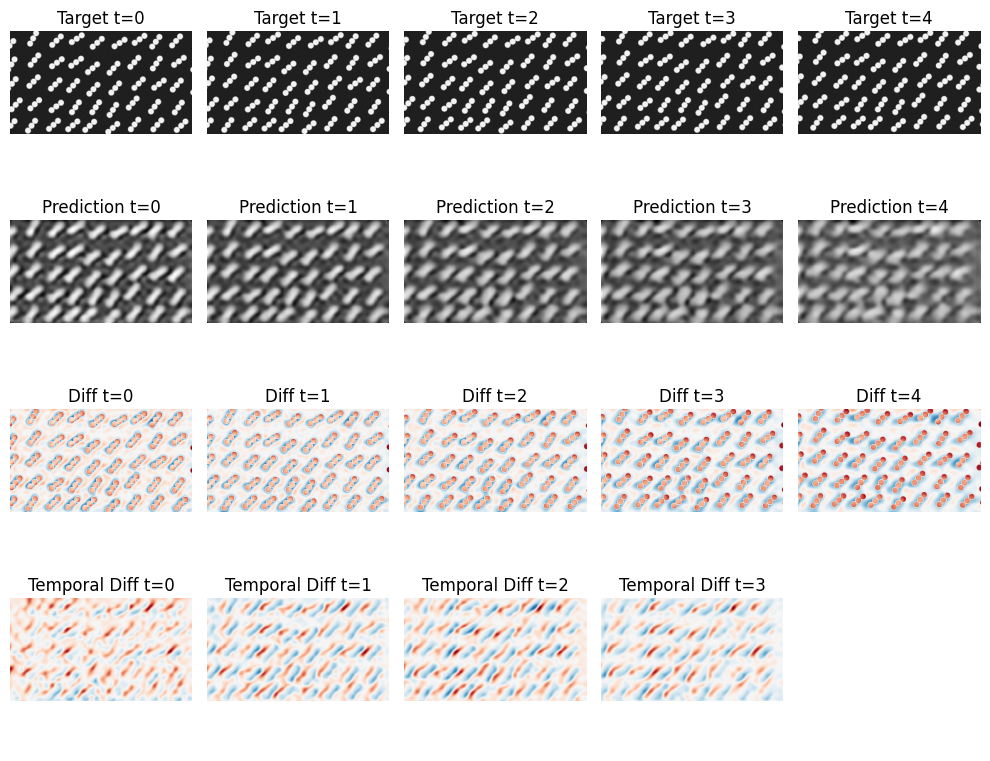 Target t=0 Target t=1 Target t=2 Target t=3 Target t=4
Prediction t=0 Prediction t=1 Prediction t=2 Prediction t=3 Prediction t=4
Diff t=0 Diff t=1 Diff t=2 Diff t=3 Diff t=4
Temporal Diff t=0 Temporal Diff t=1 Temporal Diff t=2 Temporal Diff t=3